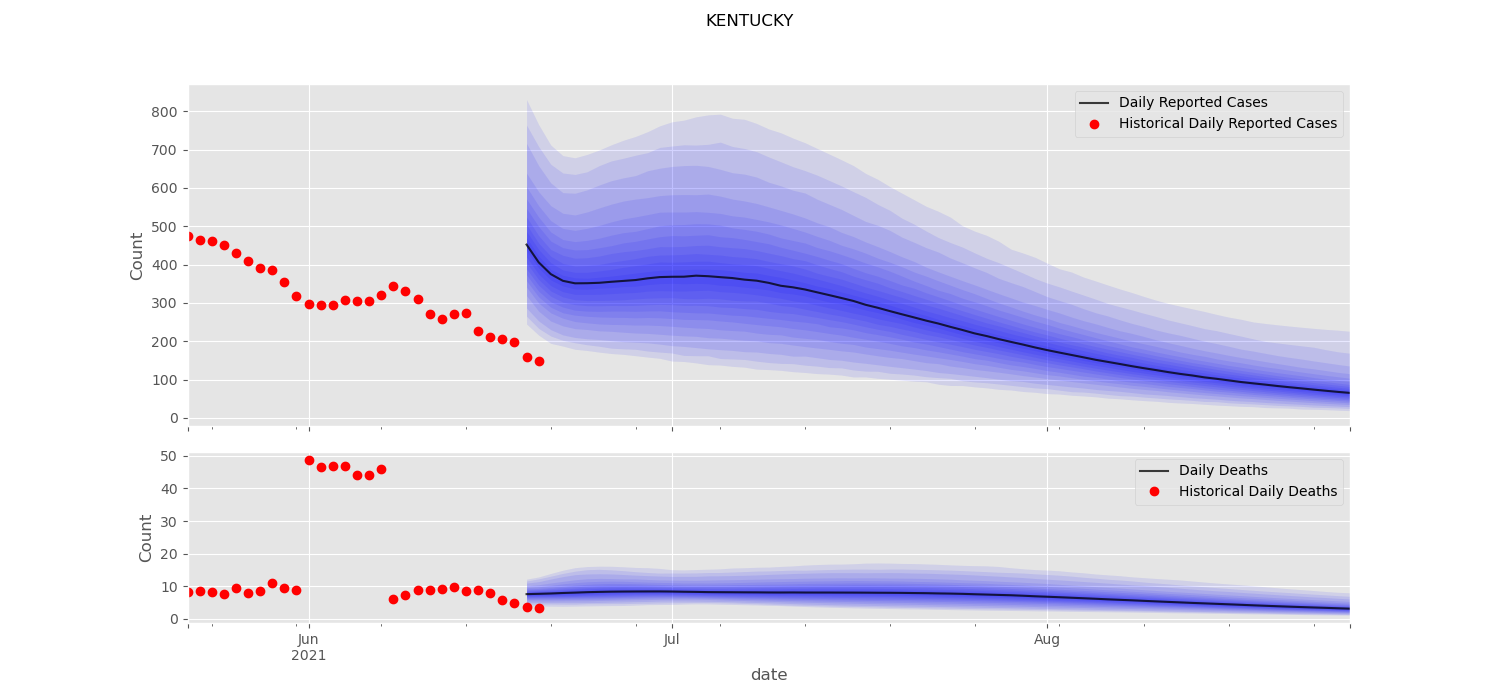 KENTUCKY
Daily Reported Cases
Historical Daily Reported Cases
800
700
600
500
400
300
200
100
0
Count
Daily Deaths
Historical Daily Deaths
50
40
30
20
10
0
Count
Jun
2021
Jul
Aug
date